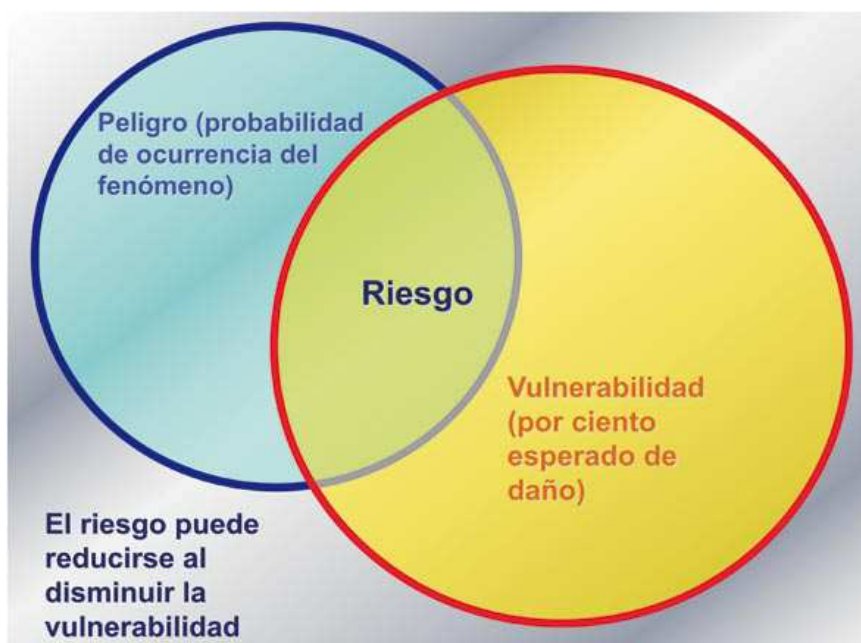 Peligro (probabilidad
de ocurrencia del
fenómeno)
Riesgo
Vulnerabilidad
(por ciento
esperado de
daño)
El riesgo puede
reducirse al
disminuir la
vulnerabilidad